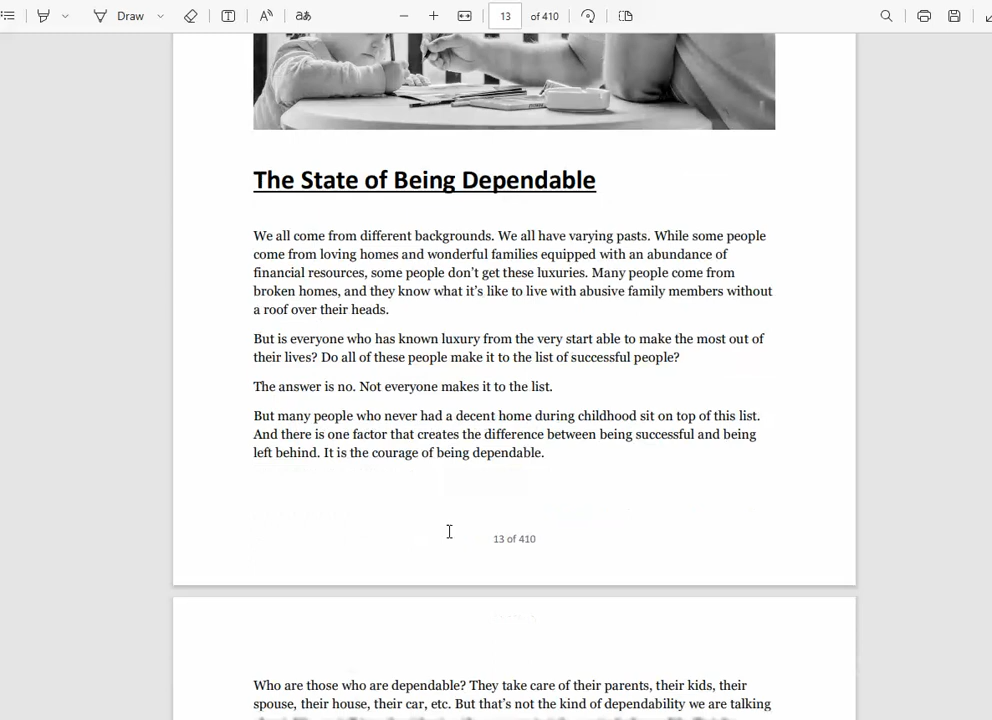 Draw
13 of 410
The State of Being Dependable
We all come from different backgrounds. We all have varying pasts. While some people
come from loving homes and wonderful families equipped with an abundance of
financial resources, some people don't get these luxuries. Many people come from
broken homes, and they know what it's like to live with abusive family members without
a roof over their heads.
But is everyone who has known luxury from the very start able to make the most out of
their lives? Do all of these people make it to the list of successful people?
The answer is no. Not everyone makes it to the list.
But many people who never had a decent home during childhood sit on top of this list.
And there is one factor that creates the difference between being successful and being
left behind. It is the courage of being dependable.
13 of 410
Who are those who are dependable? They take care of their parents, their kids, their
spouse, their house, their car, etc. But that's not the kind of dependability we are talking